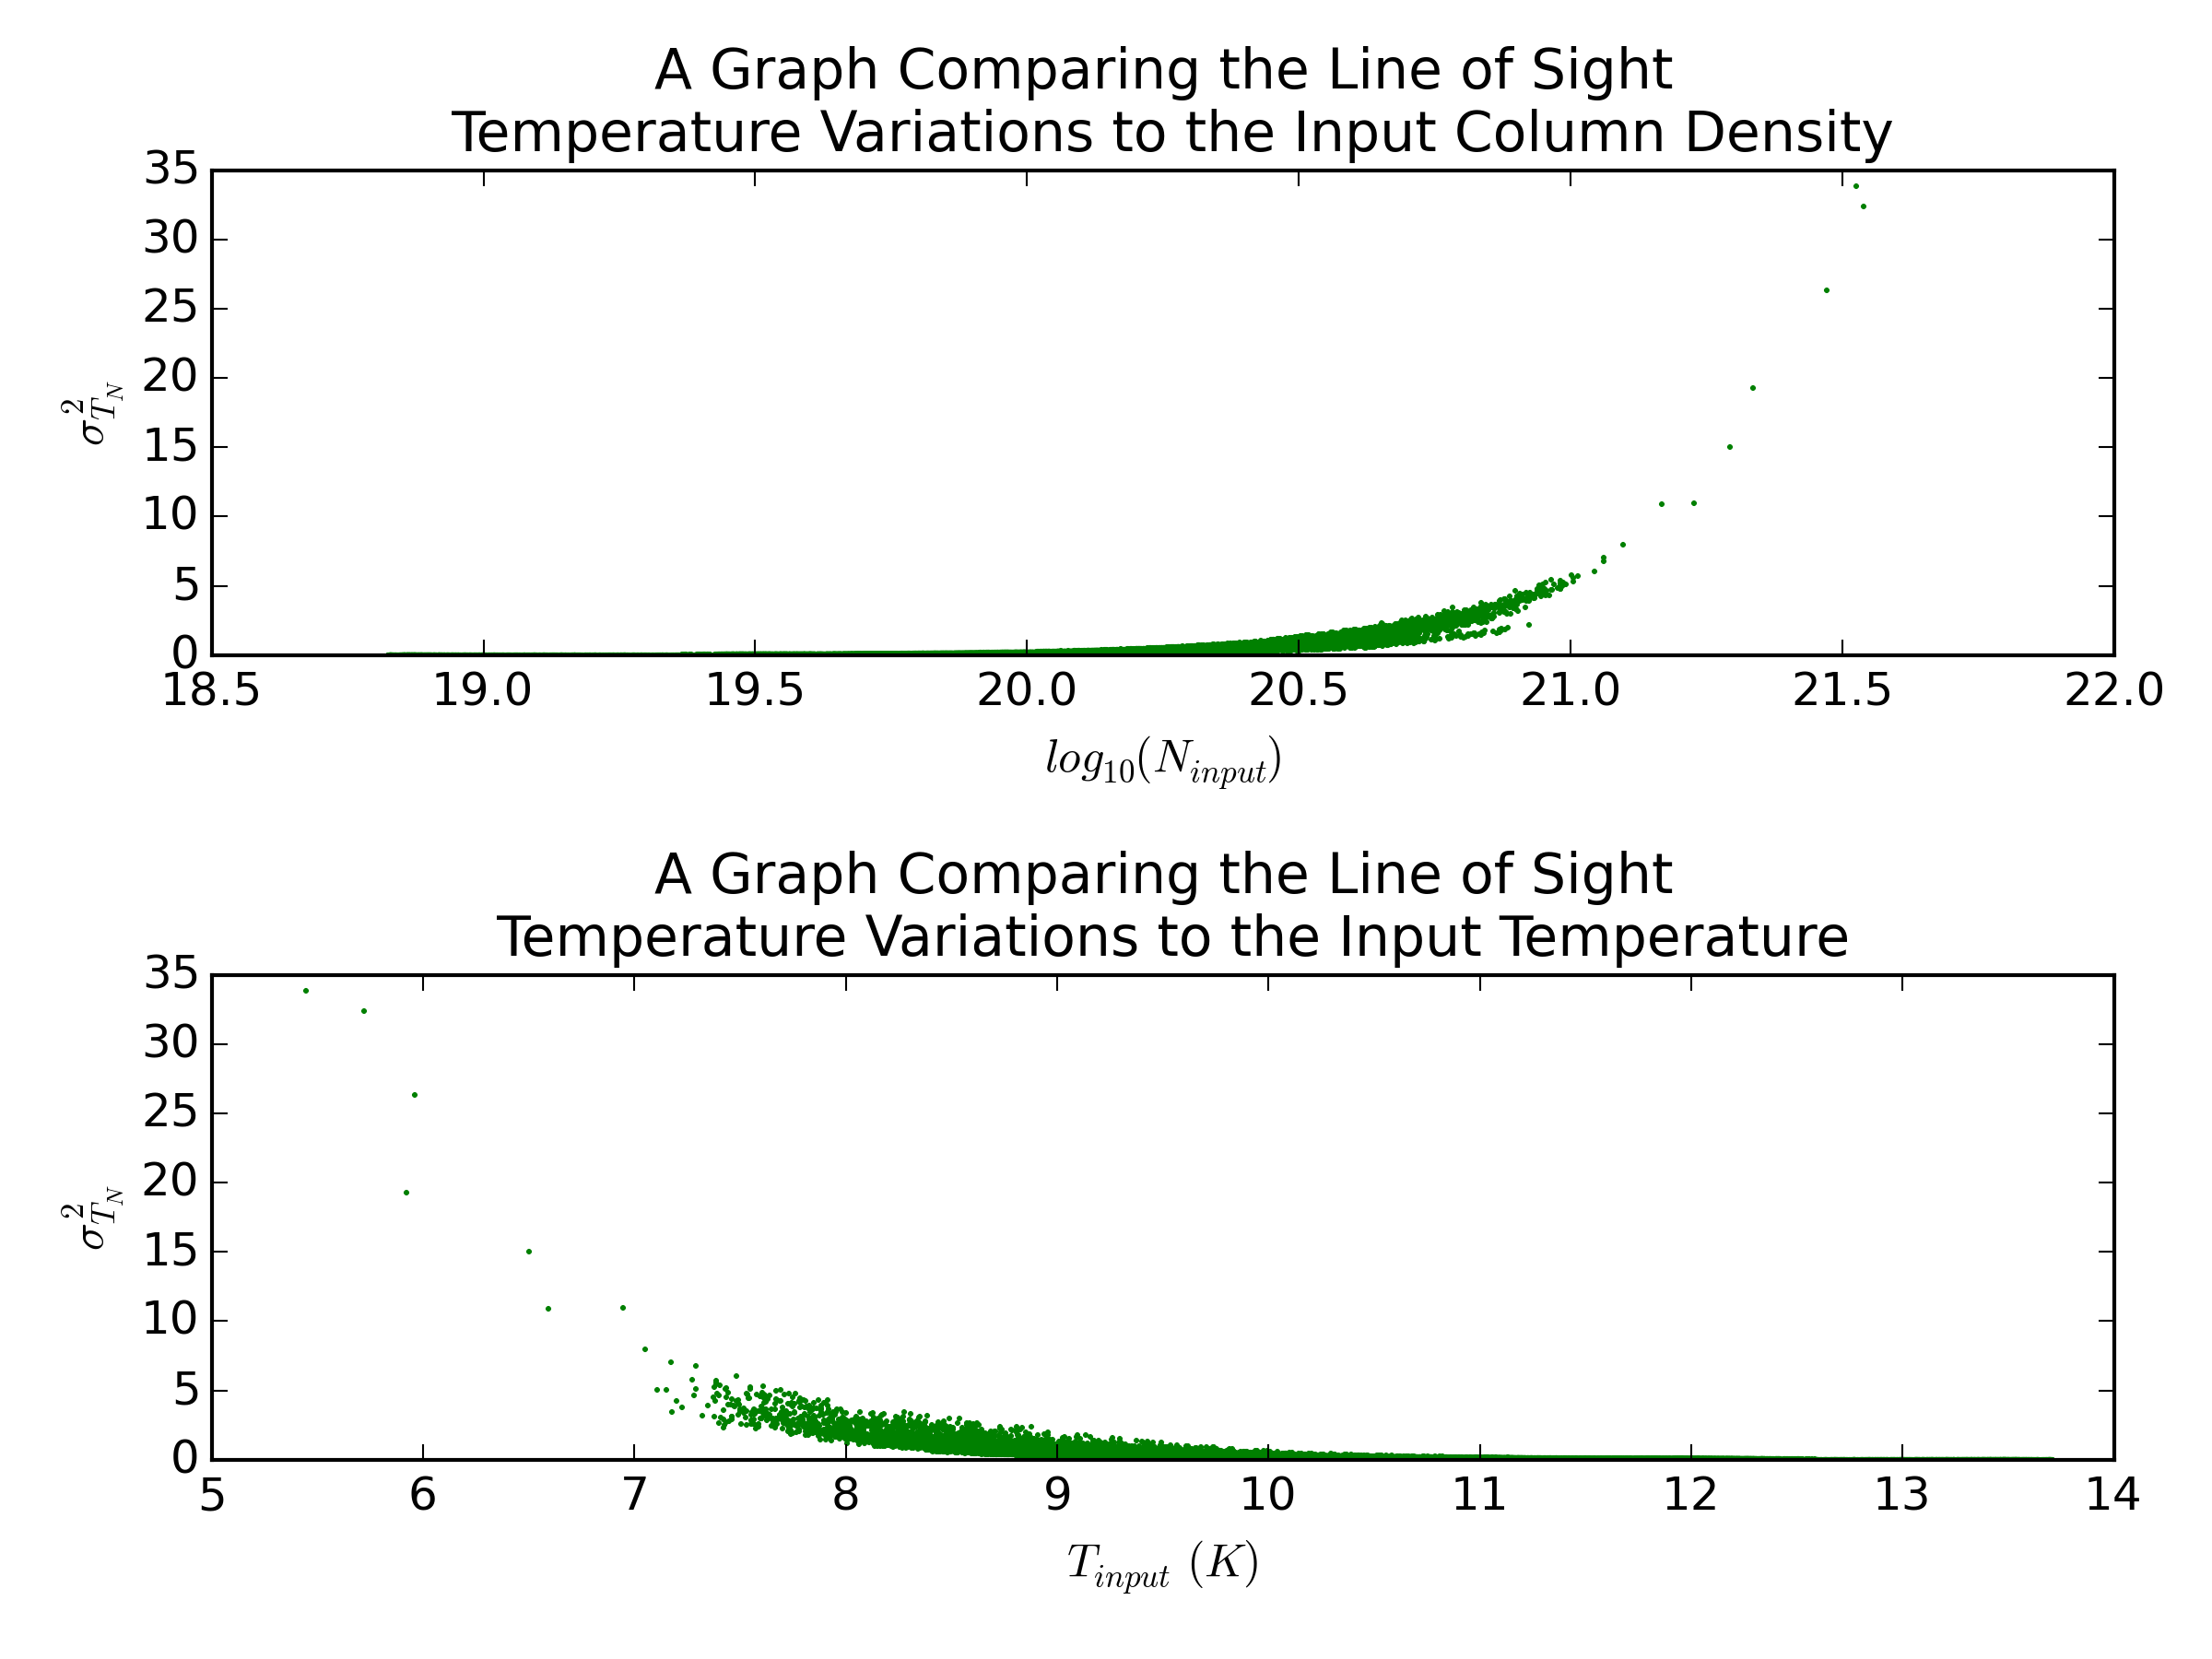 A Graph Comparing the Line of Sight
Temperature Variations to the Input Column Density
35
30
25
20
15
10
5
0
σ²_{T_N}
18.5 19.0 19.5 20.0 20.5 21.0 21.5 22.0
log₁₀(N_{input})
A Graph Comparing the Line of Sight
Temperature Variations to the Input Temperature
35
30
25
20
15
10
5
0
σ²_{T_N}
5 6 7 8 9 10 11 12 13 14
T_{input} (K)